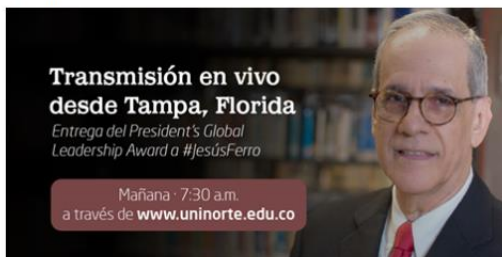 Transmisión en vivo
desde Tampa, Florida
Entrega del President's Global
Leadership Award a #JesúsFerro
Mañana · 7:30 a.m.
a través de www.uninorte.edu.co